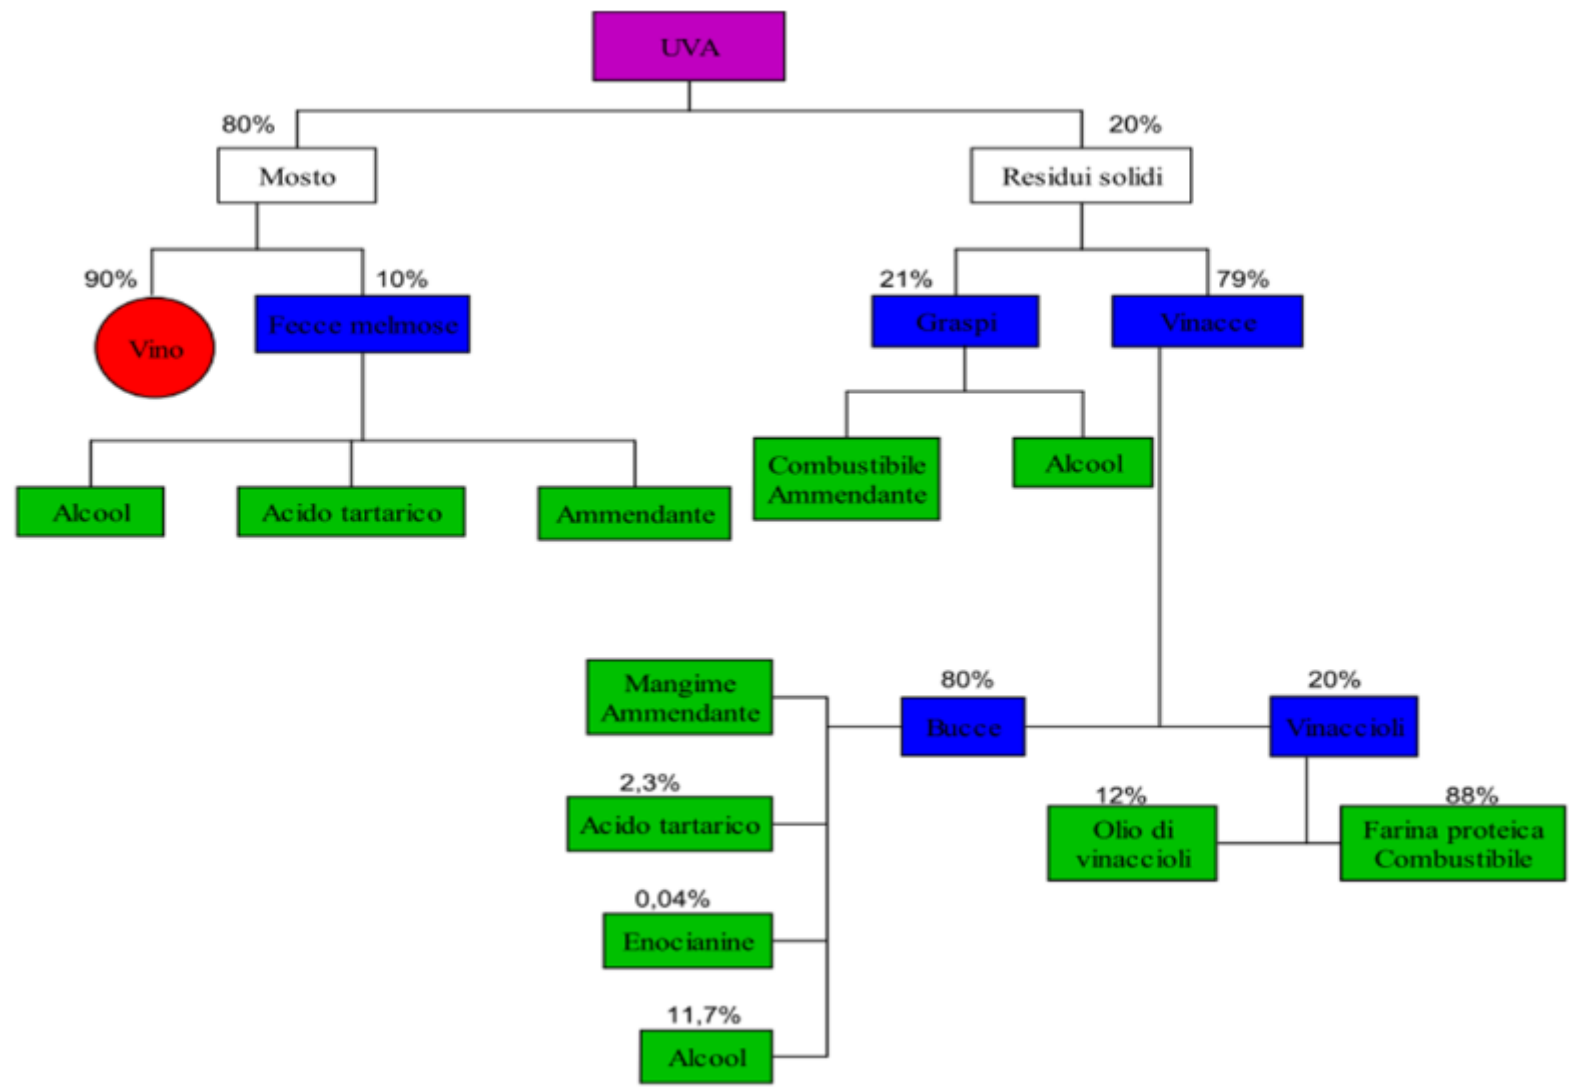 UVA
80%
20%
Mosto
Residui solidi
90%
10%
21%
79%
Vino
Fecce melmose
Graspi
Vinacce
Combustibile
Ammendante
Alcool
Alcool
Acido tartarico
Ammendante
80%
20%
Mangime
Ammendante
Bucce
Vinaccioli
2,3%
Acido tartarico
12%
88%
Olio di
vinaccioli
Farina proteica
Combustibile
0,04%
Enocianine
11,7%
Alcool